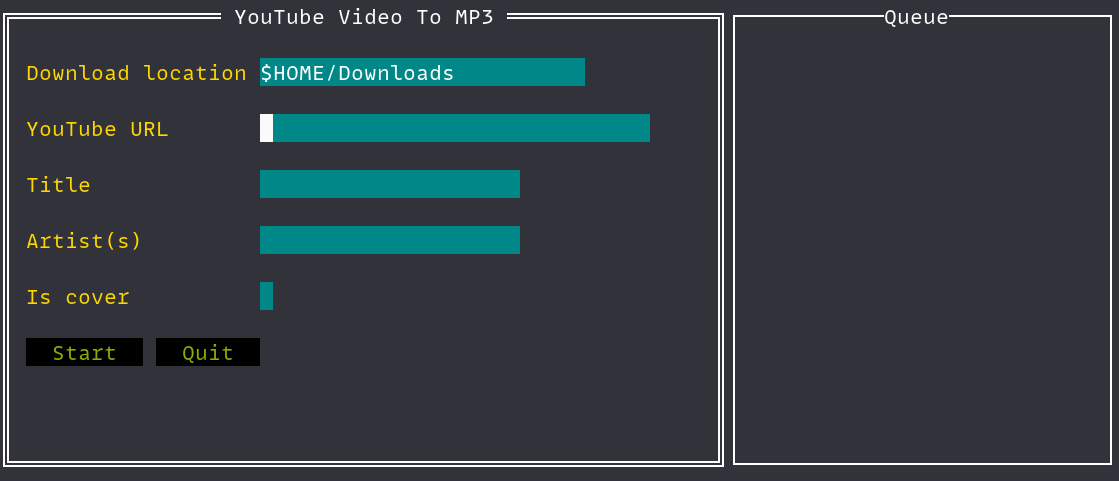 YouTube Video To MP3
Download location $HOME/Downloads
YouTube URL
Title
Artist(s)
Is cover
Start Quit
Queue